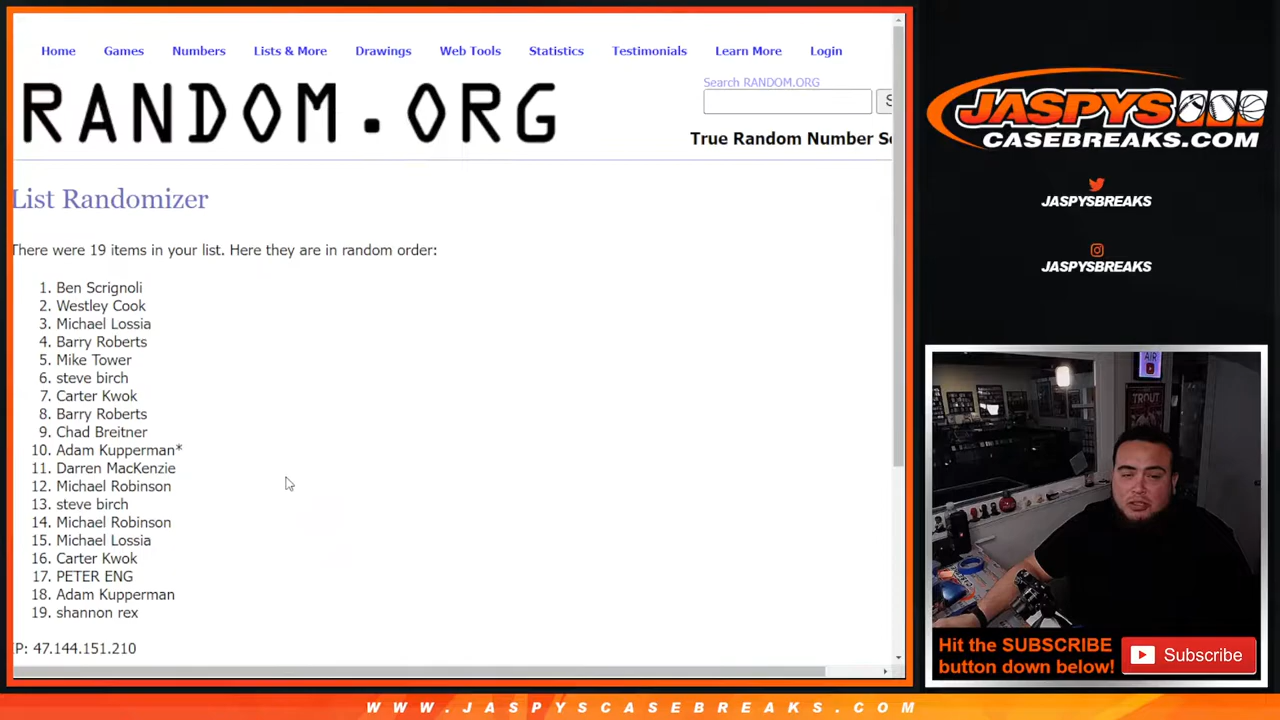 Home Games Numbers Lists & More Drawings Web Tools Statistics Testimonials Learn More Login
RANDOM.ORG
Search RANDOM.ORG
True Random Number Se
List Randomizer
There were 19 items in your list. Here they are in random order:
1. Ben Scrignoli
2. Westley Cook
3. Michael Lossia
4. Barry Roberts
5. Mike Tower
6. steve birch
7. Carter Kwok
8. Barry Roberts
9. Chad Breitner
10. Adam Kupperman*
11. Darren MacKenzie
12. Michael Robinson
13. steve birch
14. Michael Robinson
15. Michael Lossia
16. Carter Kwok
17. PETER ENG
18. Adam Kupperman
19. shannon rex
IP: 47.144.151.210
JASPYS
CASEBREAKS.COM
JASPYSBREAKS
JASPYSBREAKS
AIR
TROUT
Hit the SUBSCRIBE
button down below!
Subscribe
WWW.JASPYSCASEBREAKS.COM